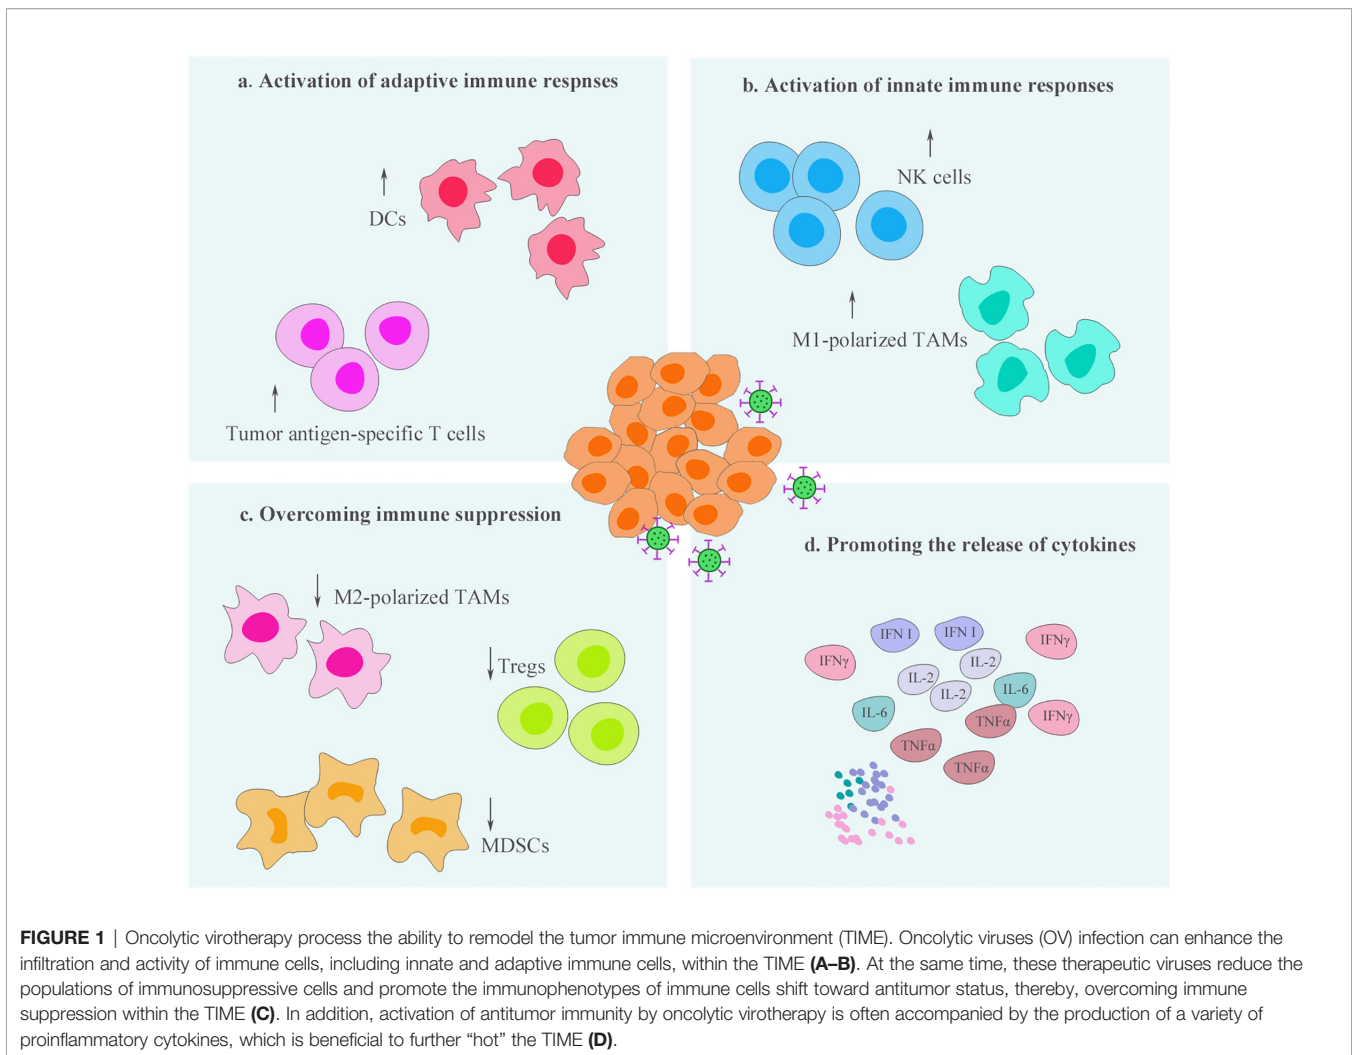 a. Activation of adaptive immune respnses
DCs
Tumor antigen-specific T cells
b. Activation of innate immune responses
NK cells
M1-polarized TAMs
c. Overcoming immune suppression
M2-polarized TAMs
Tregs
MDSCs
d. Promoting the release of cytokines
IFN I
IFN I
IFNγ
IFNγ
IL-2
IL-2
IL-2
IL-6
IL-6
TNFα
IFNγ
TNFα
TNFα
FIGURE 1 | Oncolytic virotherapy process the ability to remodel the tumor immune microenvironment (TIME). Oncolytic viruses (OV) infection can enhance the
infiltration and activity of immune cells, including innate and adaptive immune cells, within the TIME (A–B). At the same time, these therapeutic viruses reduce the
populations of immunosuppressive cells and promote the immunophenotypes of immune cells shift toward antitumor status, thereby, overcoming immune
suppression within the TIME (C). In addition, activation of antitumor immunity by oncolytic virotherapy is often accompanied by the production of a variety of
proinflammatory cytokines, which is beneficial to further “hot” the TIME (D).